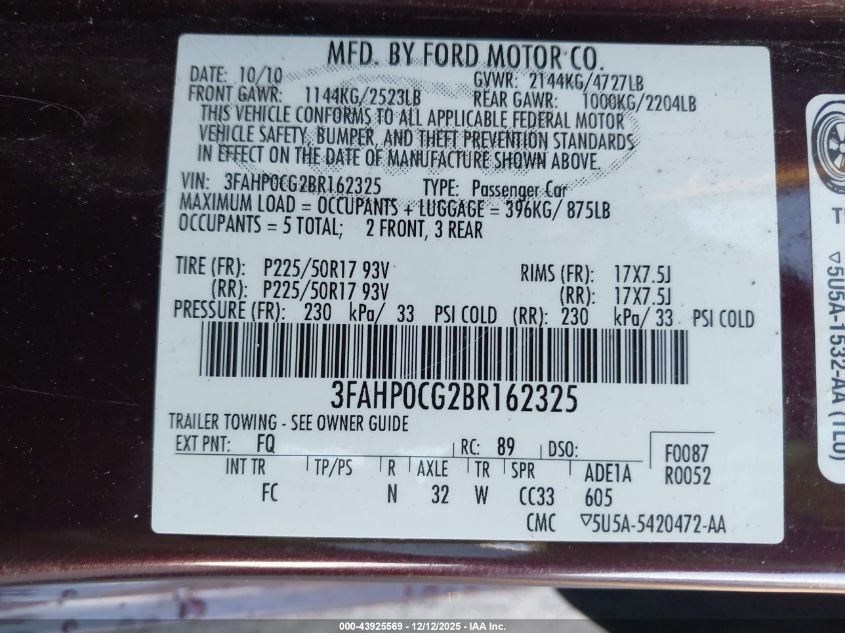 MFD. BY FORD MOTOR CO.
DATE: 10/10 GVWR: 2144KG/4727LB
FRONT GAWR: 1144KG/2523LB REAR GAWR: 1000KG/2204LB
THIS VEHICLE CONFORMS TO ALL APPLICABLE FEDERAL MOTOR
VEHICLE SAFETY, BUMPER, AND THEFT PREVENTION STANDARDS
IN EFFECT ON THE DATE OF MANUFACTURE SHOWN ABOVE.
VIN: 3FAHP0CG2BR162325 TYPE: Passenger Car
MAXIMUM LOAD = OCCUPANTS + LUGGAGE = 396KG/ 875LB
OCCUPANTS = 5 TOTAL; 2 FRONT, 3 REAR
TIRE (FR): P225/50R17 93V RIMS (FR): 17X7.5J
(RR): P225/50R17 93V (RR): 17X7.5J
PRESSURE (FR): 230 kPa/ 33 PSI COLD (RR): 230 kPa/ 33 PSI COLD
3FAHP0CG2BR162325
TRAILER TOWING - SEE OWNER GUIDE
EXT PNT: FQ RC: 89 DSO: F0087
INT TR TP/PS R AXLE TR SPR ADE1A R0052
FC N 32 W CC33 605
CMC ▽5U5A-5420472-AA
▽5U5A-1532-AA (TLU)
000-43925569 - 12/12/2025 - IAA Inc.